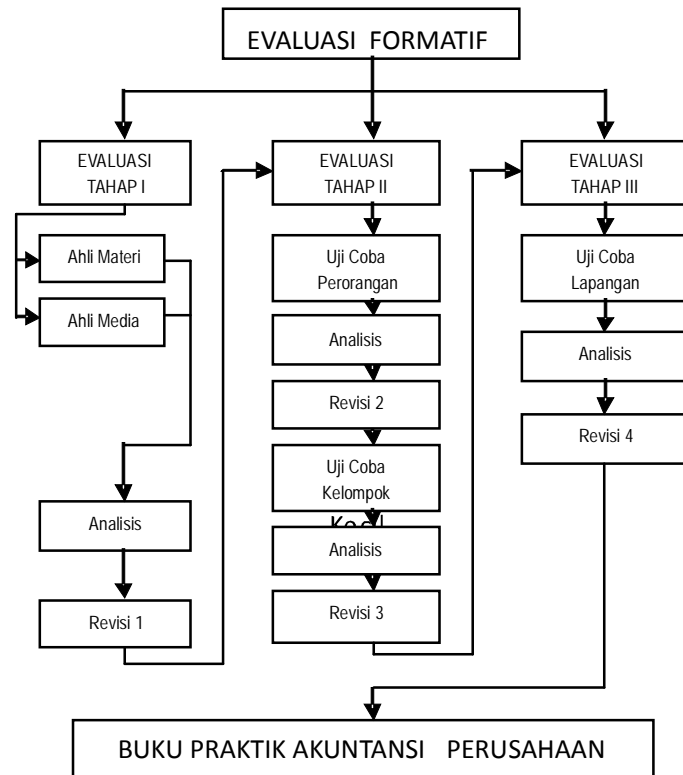 EVALUASI FORMATIF
EVALUASI
TAHAP I
Ahli Materi
Ahli Media
Analisis
Revisi 1
EVALUASI
TAHAP II
Uji Coba
Perorangan
Analisis
Revisi 2
Uji Coba
Kelompok
Kecil
Analisis
Revisi 3
EVALUASI
TAHAP III
Uji Coba
Lapangan
Analisis
Revisi 4
BUKU PRAKTIK AKUNTANSI PERUSAHAAN